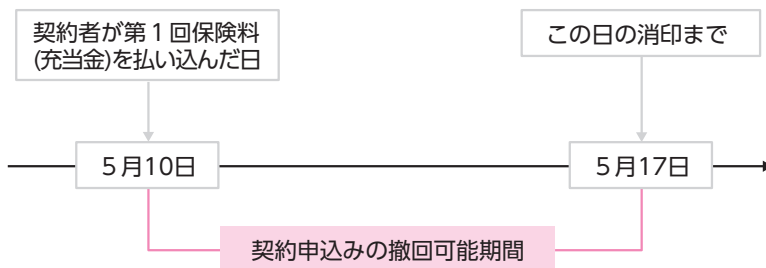 契約者が第1回保険料
(充当金)を払い込んだ日
この日の消印まで
5月10日
5月17日
契約申込みの撤回可能期間